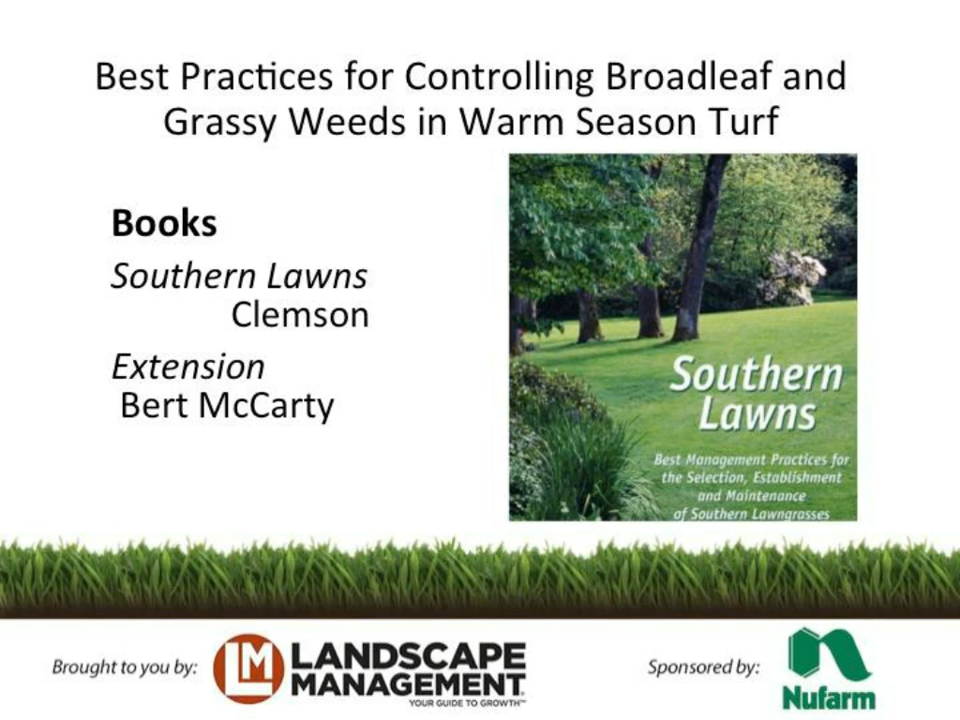 Best Practices for Controlling Broadleaf and
Grassy Weeds in Warm Season Turf
Books
Southern Lawns
Clemson
Extension
Bert McCarty
Southern
Lawns
Best Management Practices for
the Selection, Establishment
and Maintenance
of Southern Lawngrasses
Brought to you by:
LM
LANDSCAPE
MANAGEMENT
YOUR GUIDE TO GROWTH™
Sponsored by:
Nufarm